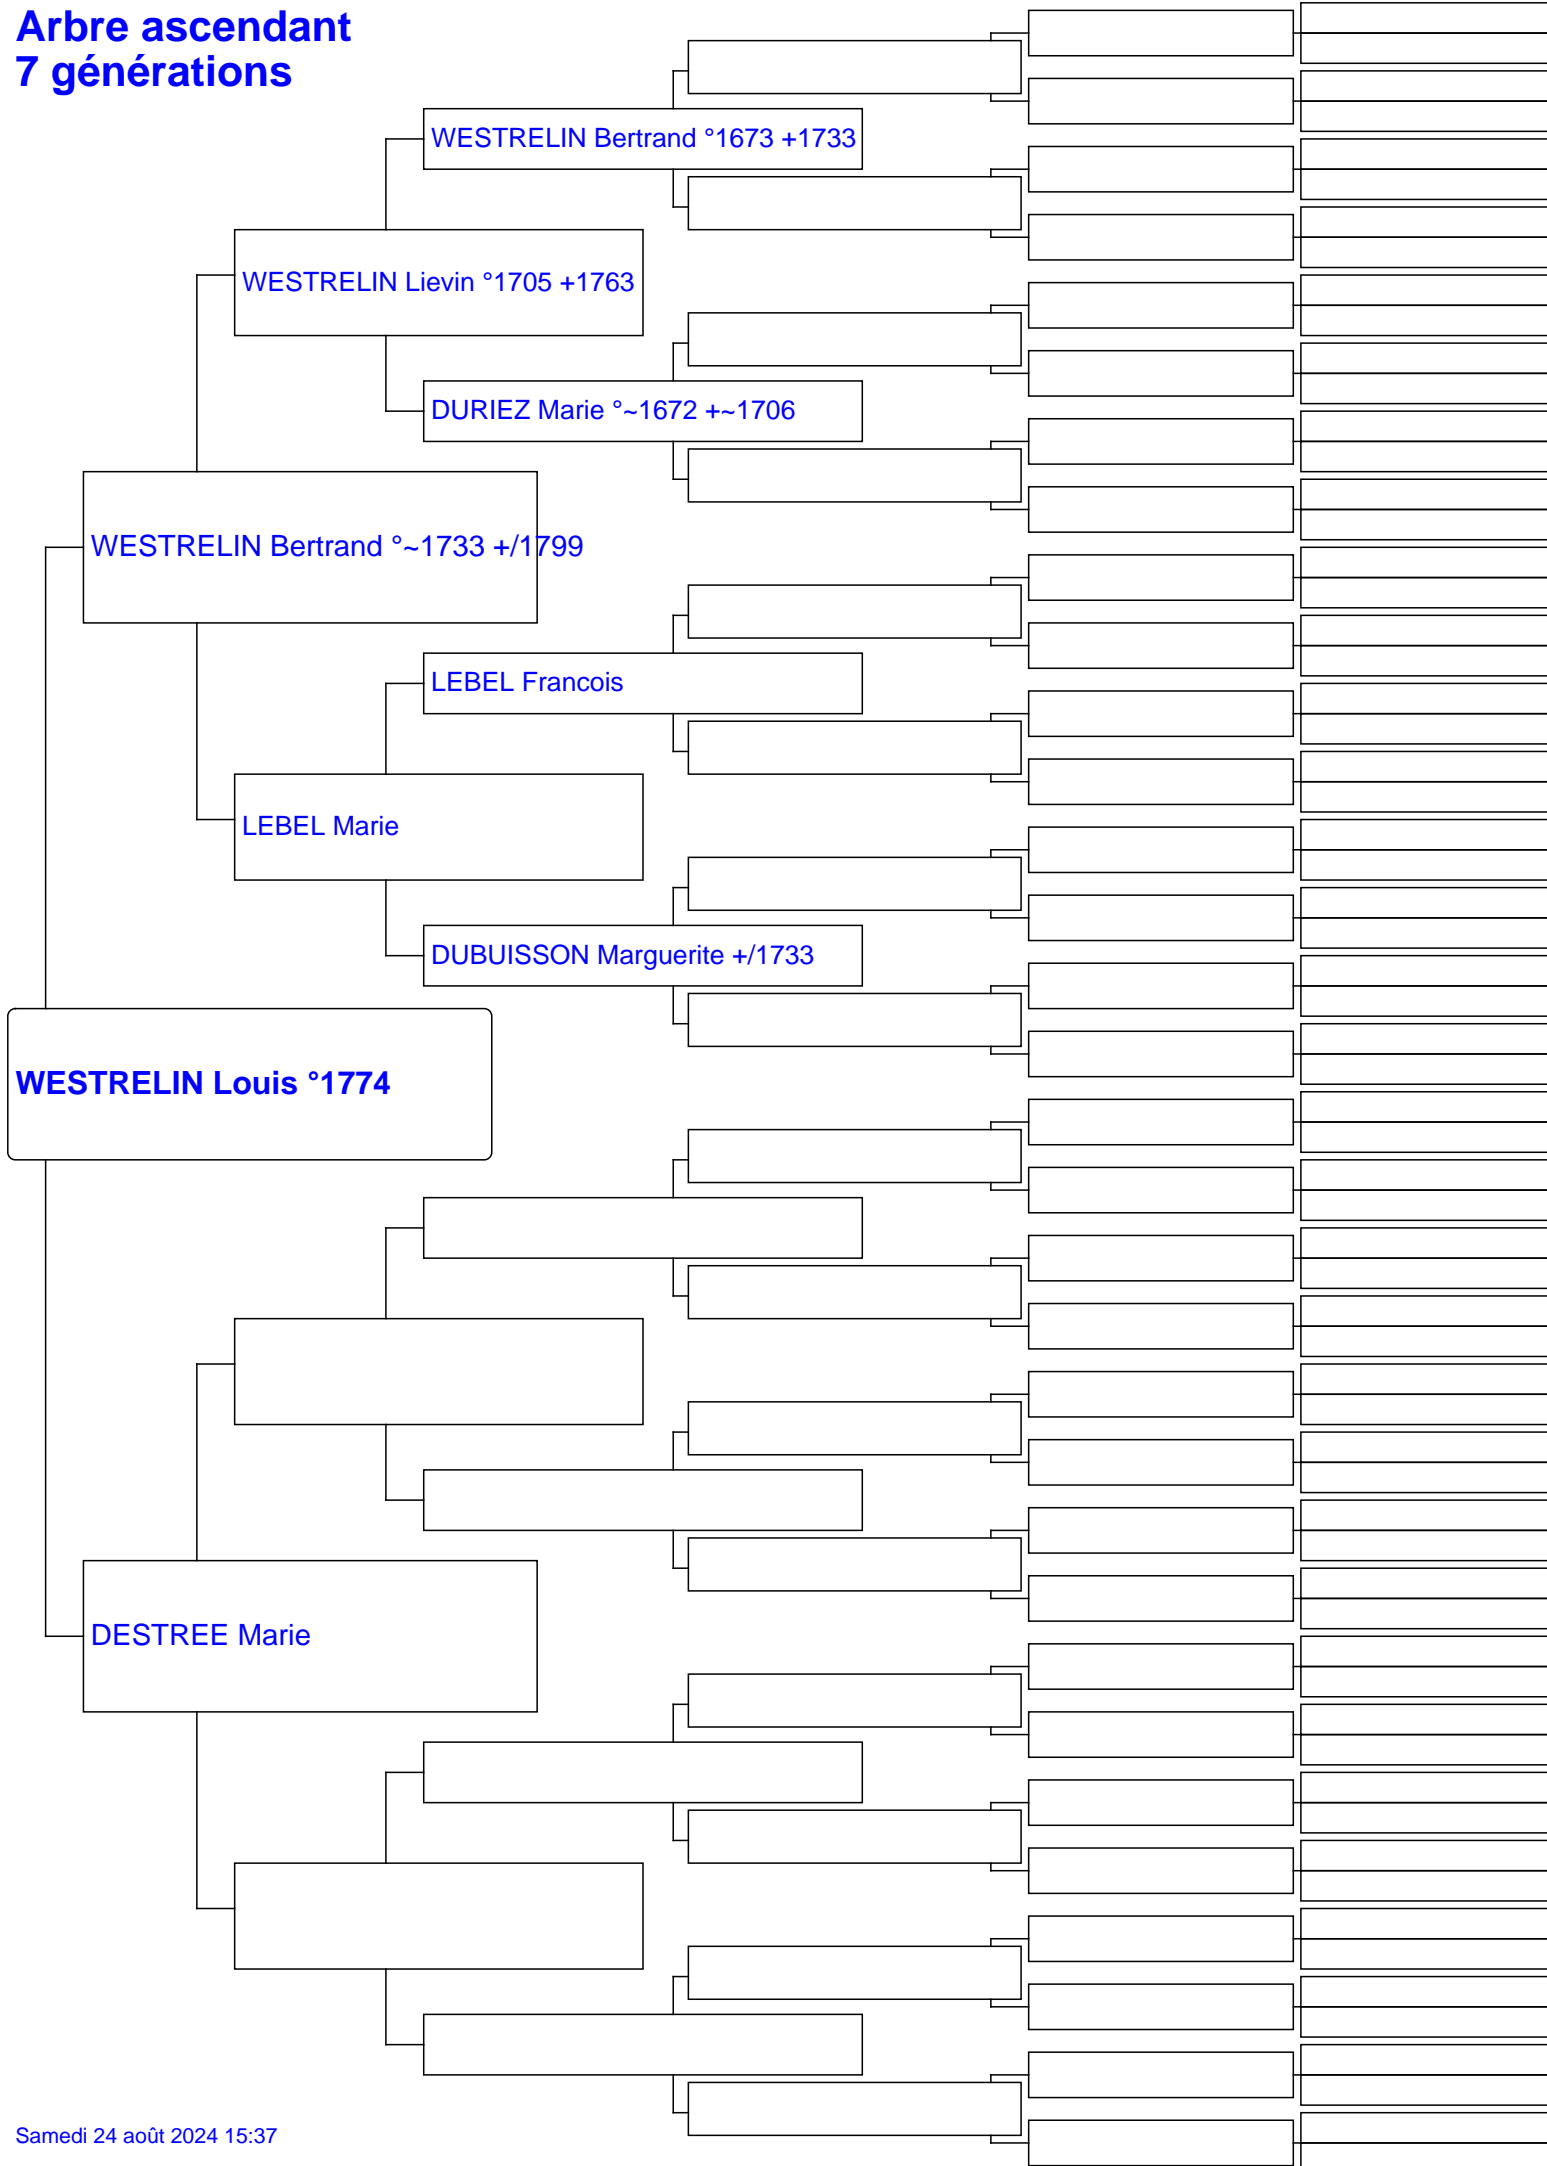 Arbre ascendant
7 générations
WESTRELIN Bertrand °1673 +1733
WESTRELIN Lievin °1705 +1763
DURIEZ Marie °~1672 +~1706
WESTRELIN Bertrand °~1733 +/1799
LEBEL Francois
LEBEL Marie
DUBUISSON Marguerite +/1733
WESTRELIN Louis °1774
DESTREE Marie
Samedi 24 août 2024 15:37